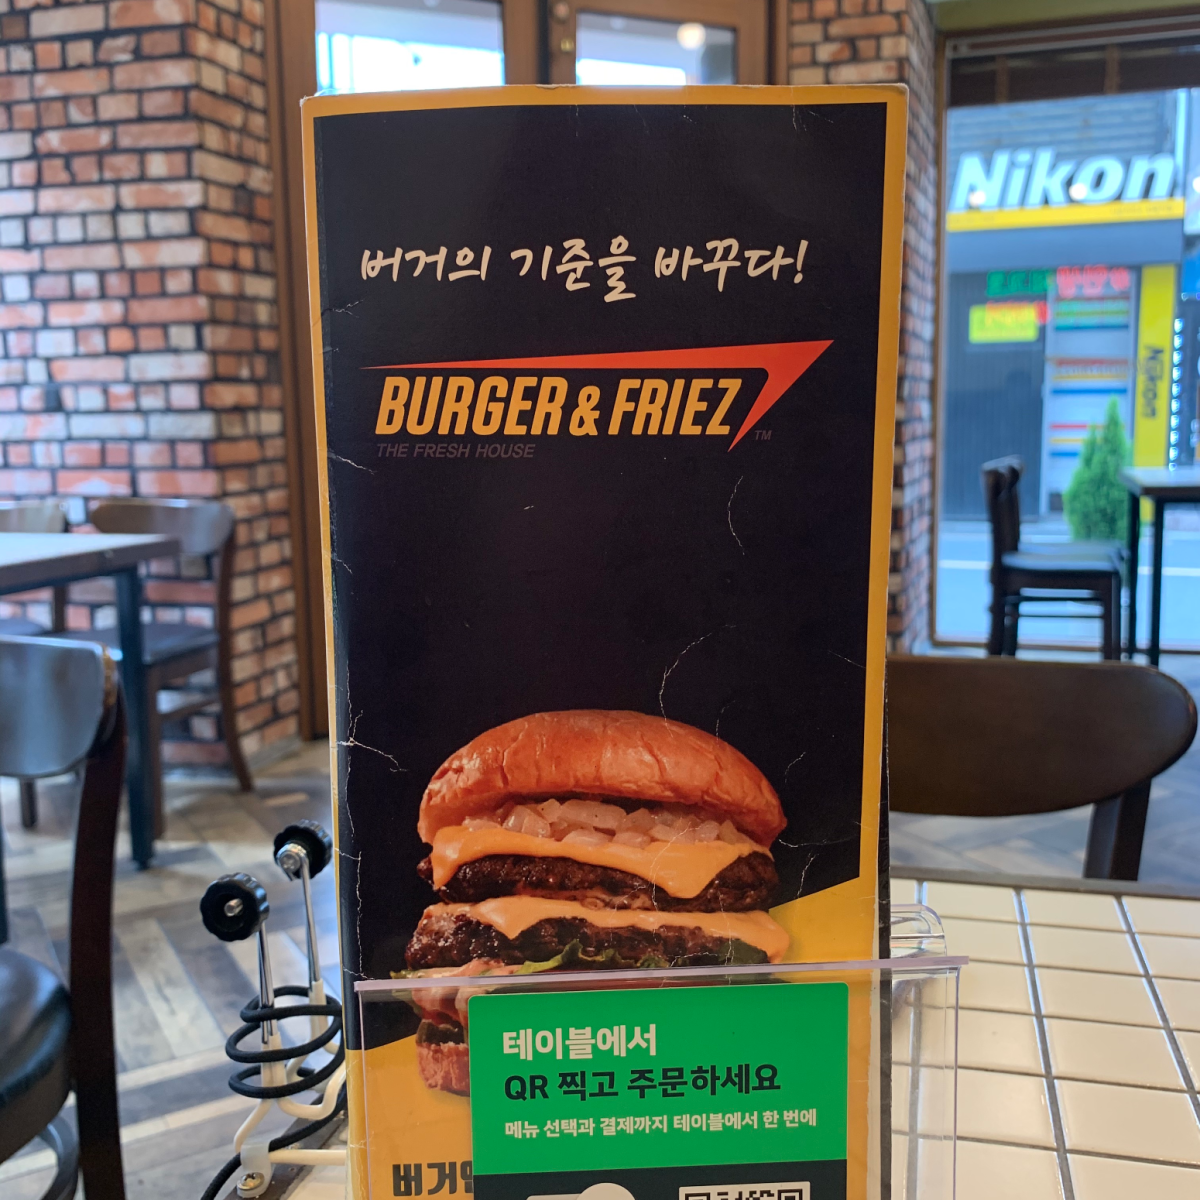 버거의 기준을 바꾸다!
BURGER & FRIEZ
TM
THE FRESH HOUSE
테이블에서
QR 찍고 주문하세요
메뉴 선택과 결제까지 테이블에서 한 번에
Nikon
Nikon